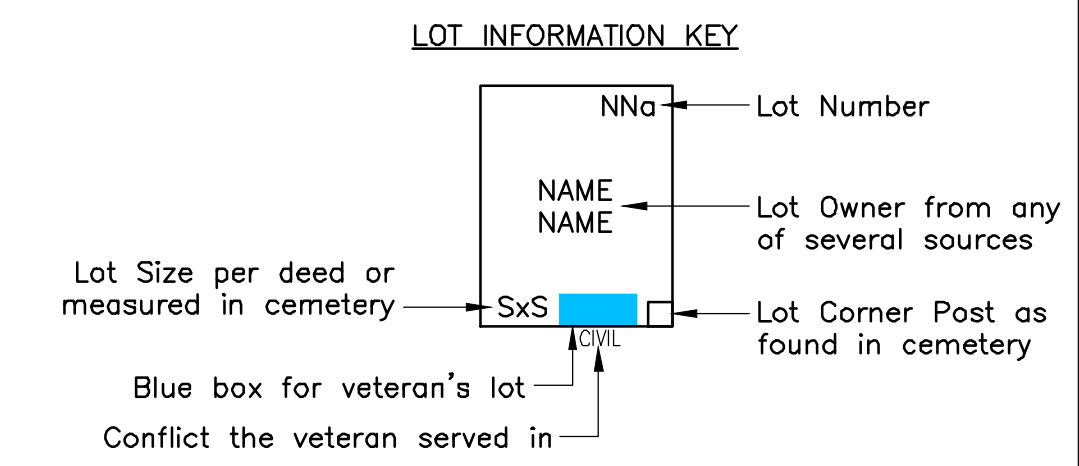 LOT INFORMATION KEY
NNa
Lot Number
NAME
NAME
Lot Owner from any
of several sources
Lot Size per deed or
measured in cemetery
SxS
Lot Corner Post as
found in cemetery
CIVIL
Blue box for veteran's lot
Conflict the veteran served in